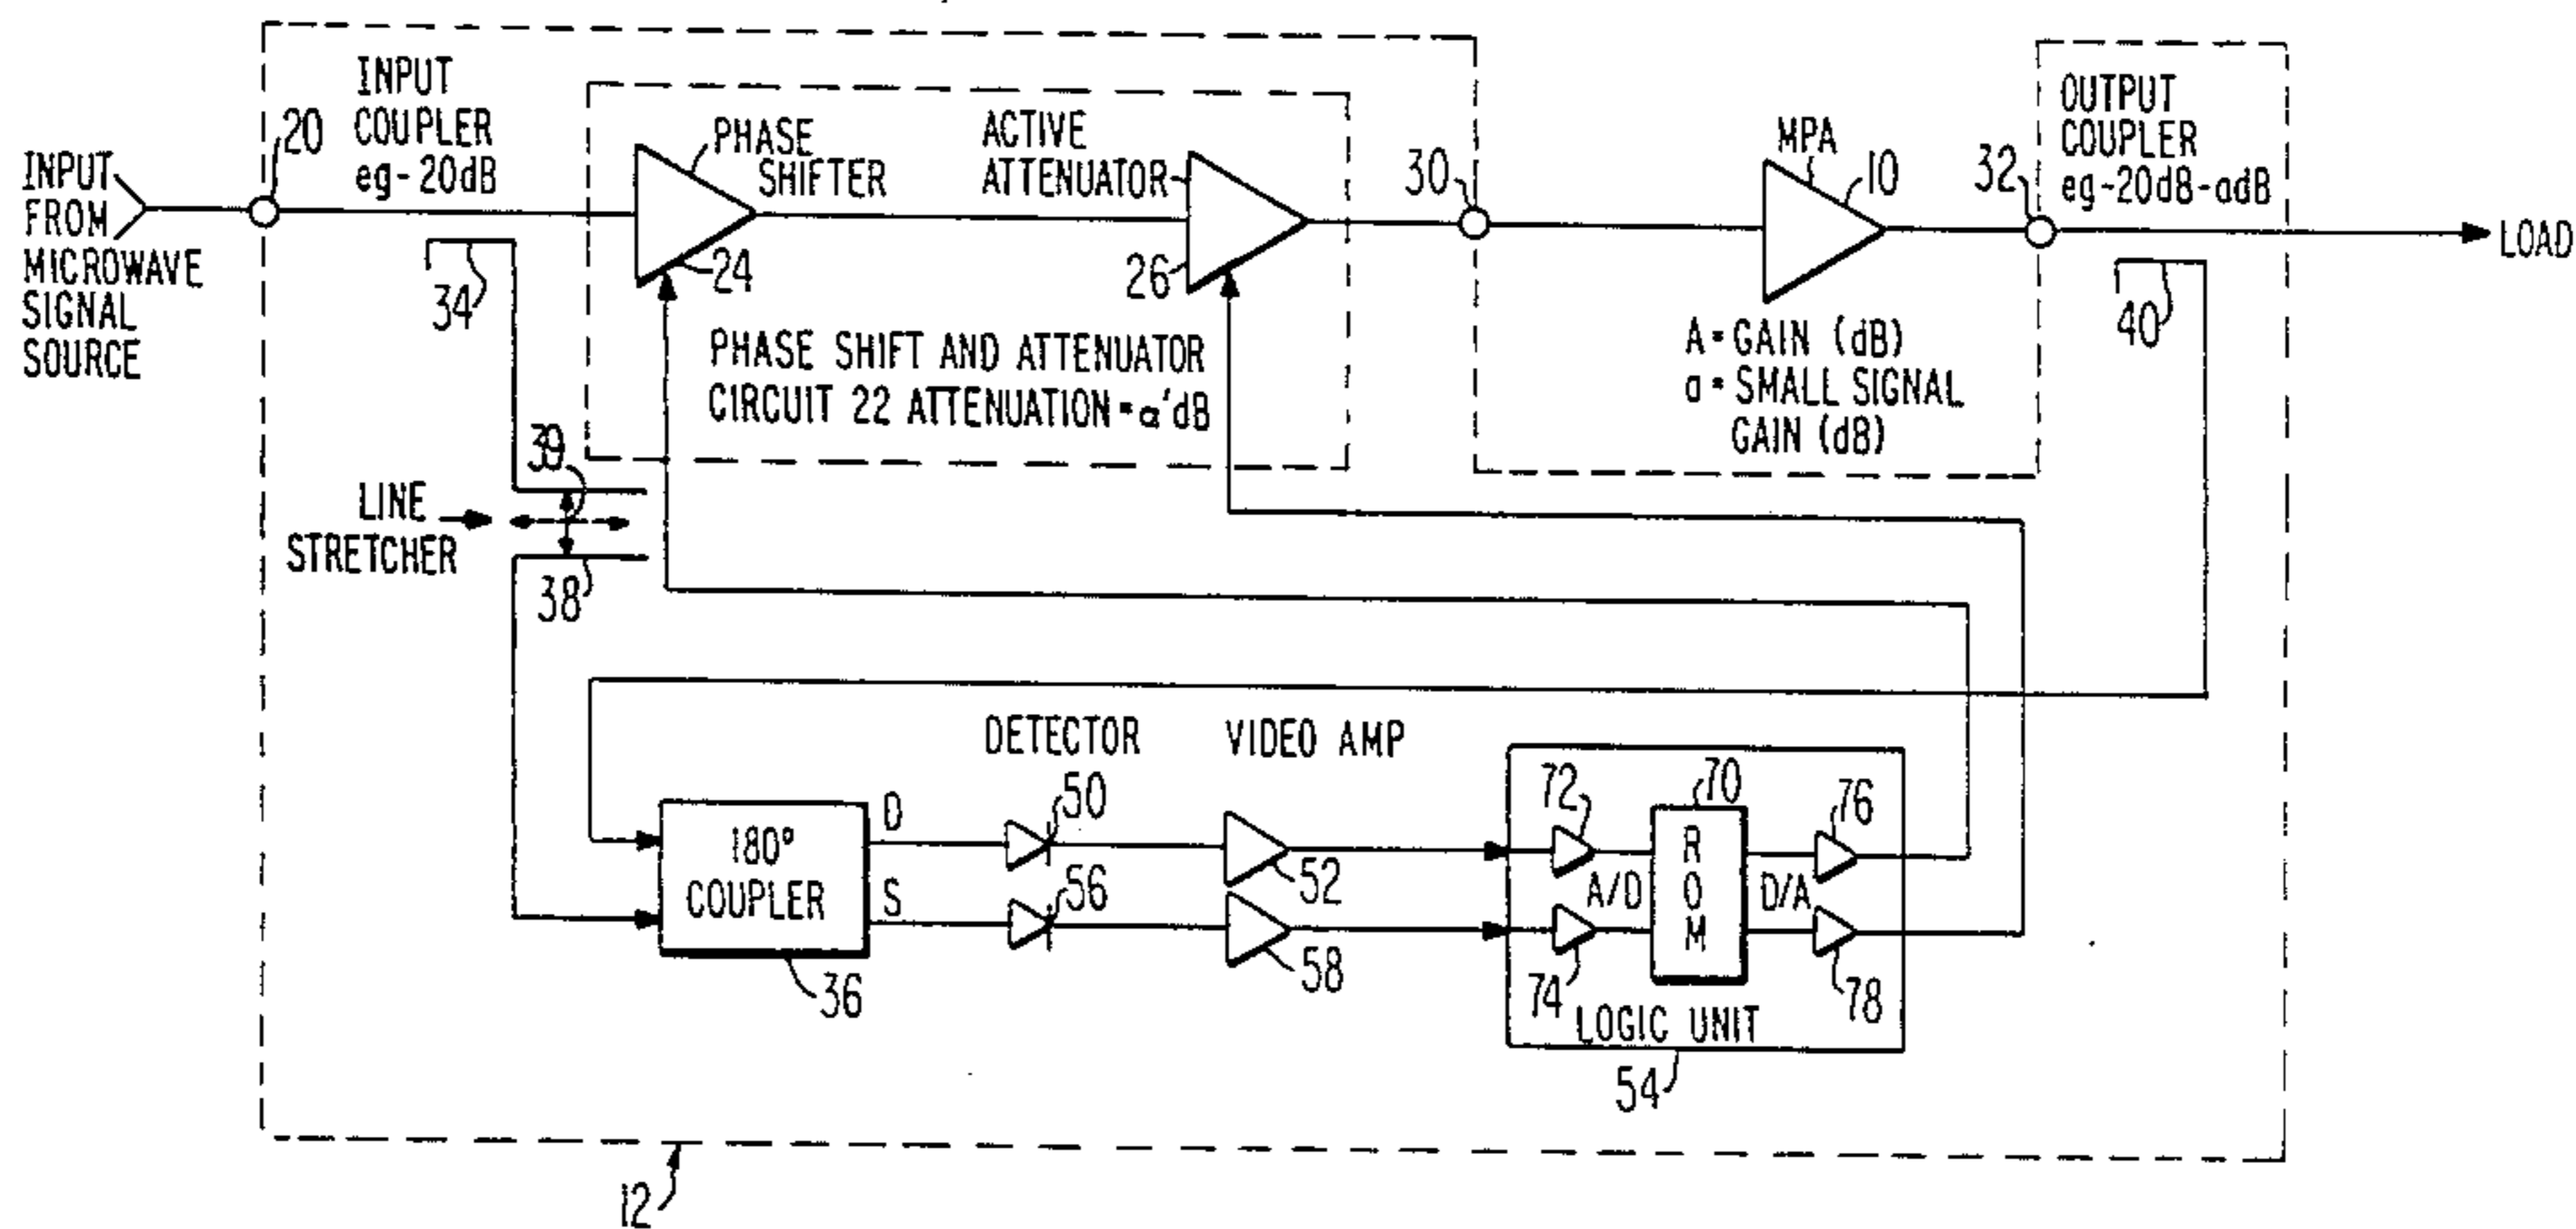 INPUT
FROM
MICROWAVE
SIGNAL
SOURCE
20
INPUT
COUPLER
eg-20dB
34
PHASE
SHIFTER
24
ACTIVE
ATTENUATOR
26
PHASE SHIFT AND ATTENUATOR
CIRCUIT 22 ATTENUATION = α'dB
30
MPA
10
A = GAIN (dB)
a = SMALL SIGNAL
GAIN (dB)
32
OUTPUT
COUPLER
eg-20dB-adB
40
LOAD
39
LINE
STRETCHER
38
180°
COUPLER
36
D
S
DETECTOR
50
56
VIDEO AMP
52
58
72
74
A/D
70
ROM
D/A
76
78
LOGIC UNIT
54
12